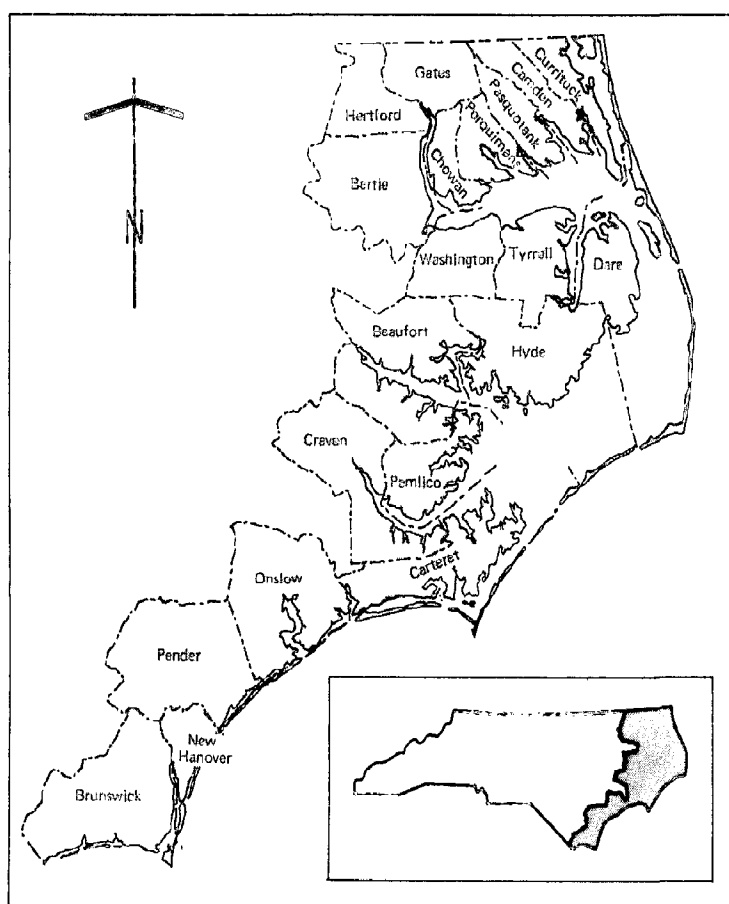 Gates
Currituck
Camden
Pasquotank
Perquimans
Hertford
Chowan
Bertie
N
Washington
Tyrrell
Dare
Beaufort
Hyde
Craven
Pamlico
Carteret
Onslow
Pender
New
Hanover
Brunswick